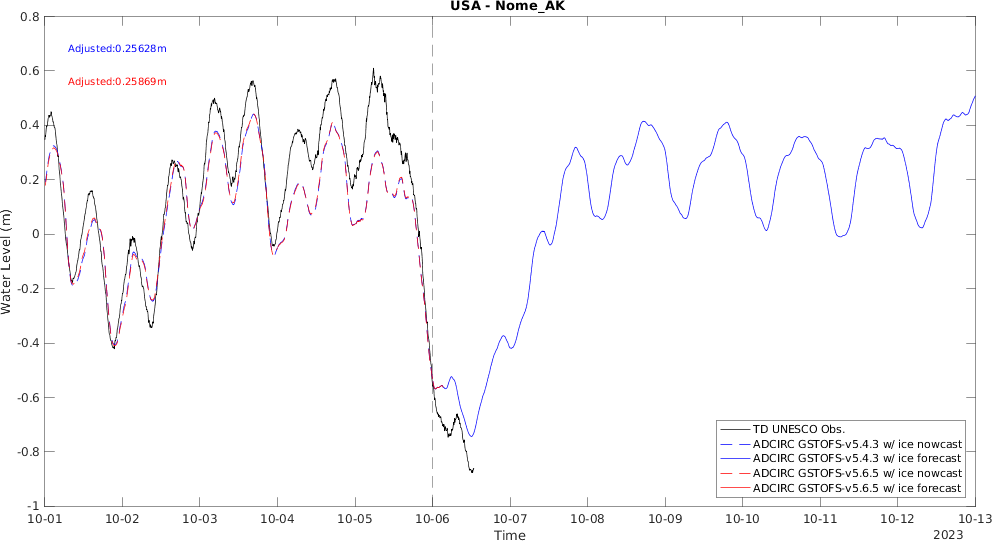 USA - Nome_AK
Adjusted:0.25628m
Adjusted:0.25869m
Water Level (m)
0.8
0.6
0.4
0.2
0
-0.2
-0.4
-0.6
-0.8
-1
TD UNESCO Obs.
ADCIRC GSTOFS-v5.4.3 w/ ice nowcast
ADCIRC GSTOFS-v5.4.3 w/ ice forecast
ADCIRC GSTOFS-v5.6.5 w/ ice nowcast
ADCIRC GSTOFS-v5.6.5 w/ ice forecast
10-01 10-02 10-03 10-04 10-05 10-06 10-07 10-08 10-09 10-10 10-11 10-12 10-13
Time
2023